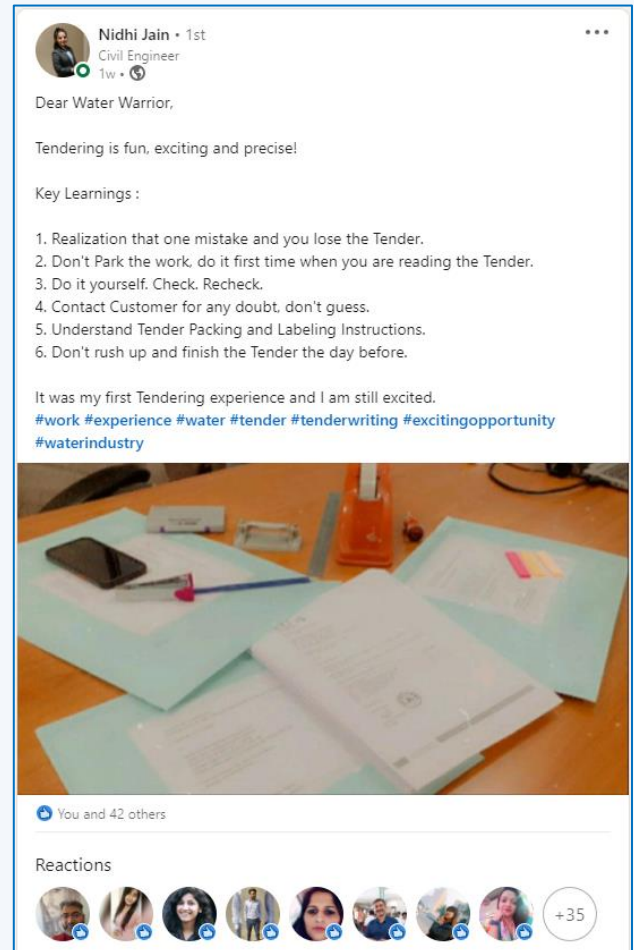 Nidhi Jain • 1st
Civil Engineer
1w •
Dear Water Warrior,
Tendering is fun, exciting and precise!
Key Learnings :
1. Realization that one mistake and you lose the Tender.
2. Don't Park the work, do it first time when you are reading the Tender.
3. Do it yourself. Check. Recheck.
4. Contact Customer for any doubt, don't guess.
5. Understand Tender Packing and Labeling Instructions.
6. Don't rush up and finish the Tender the day before.
It was my first Tendering experience and I am still excited.
#work #experience #water #tender #tenderwriting #excitingopportunity
#waterindustry
You and 42 others
Reactions
+35